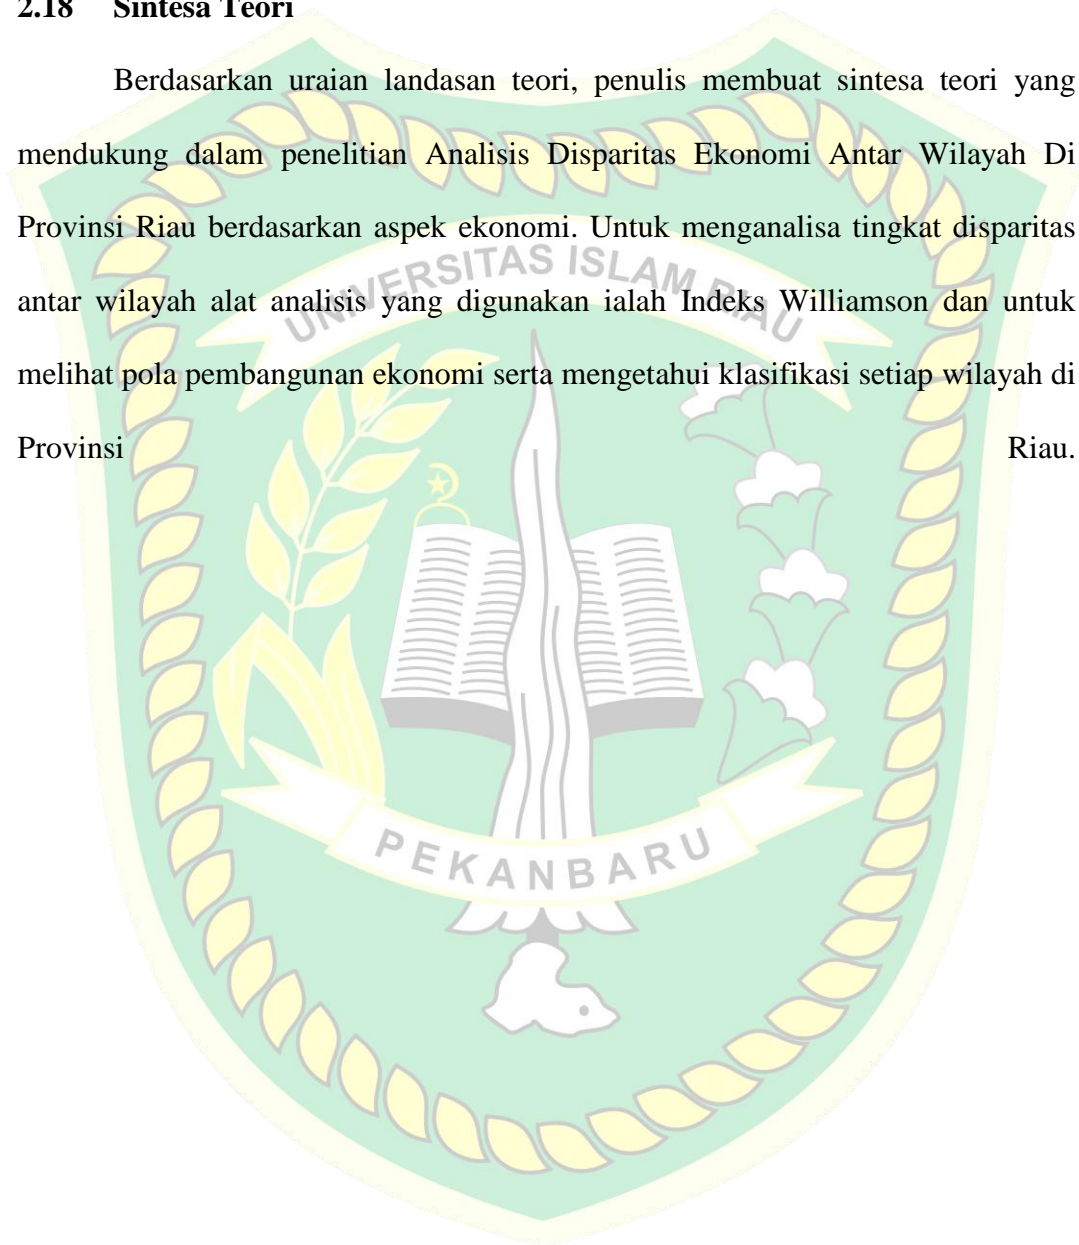 2.18 Sintesa Teori
Berdasarkan uraian landasan teori, penulis membuat sintesa teori yang
mendukung dalam penelitian Analisis Disparitas Ekonomi Antar Wilayah Di
Provinsi Riau berdasarkan aspek ekonomi. Untuk menganalisa tingkat disparitas
antar wilayah alat analisis yang digunakan ialah Indeks Williamson dan untuk
melihat pola pembangunan ekonomi serta mengetahui klasifikasi setiap wilayah di
Provinsi Riau.
UNIVERSITAS ISLAM RIAU
PEKANBARU